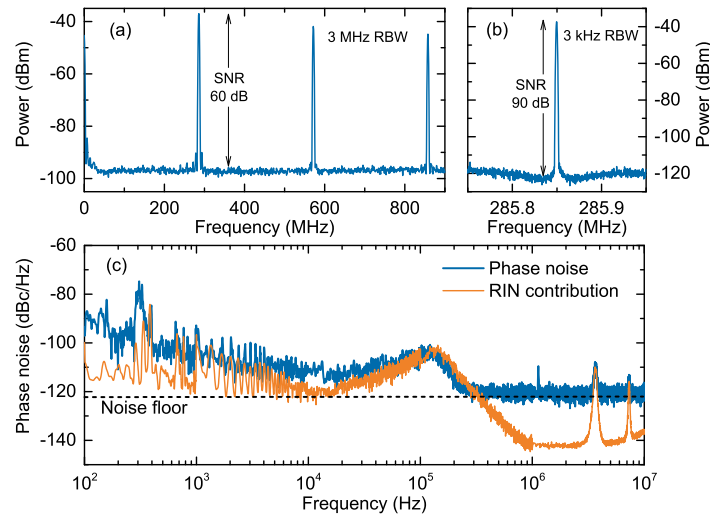 (a)
3 MHz RBW
SNR
60 dB
Power (dBm)
-40
-60
-80
-100
0
200
400
600
800
Frequency (MHz)
(b)
3 kHz RBW
SNR
90 dB
Power (dBm)
-40
-60
-80
-100
-120
285.8
285.9
Frequency (MHz)
(c)
Phase noise
RIN contribution
Noise floor
Phase noise (dBc/Hz)
-60
-80
-100
-120
-140
10^2
10^3
10^4
10^5
10^6
10^7
Frequency (Hz)